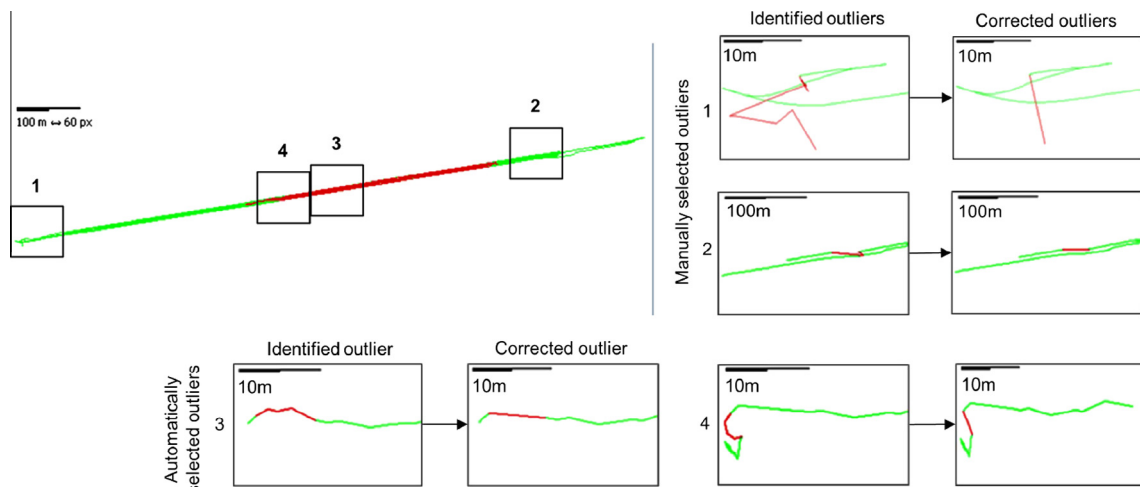 100 m ⇔ 60 px
1
4
3
2
Identified outliers
Corrected outliers
Manually selected outliers
1
10m
10m
2
100m
100m
Identified outlier
Corrected outlier
Automatically
selected outliers
3
10m
10m
4
10m
10m